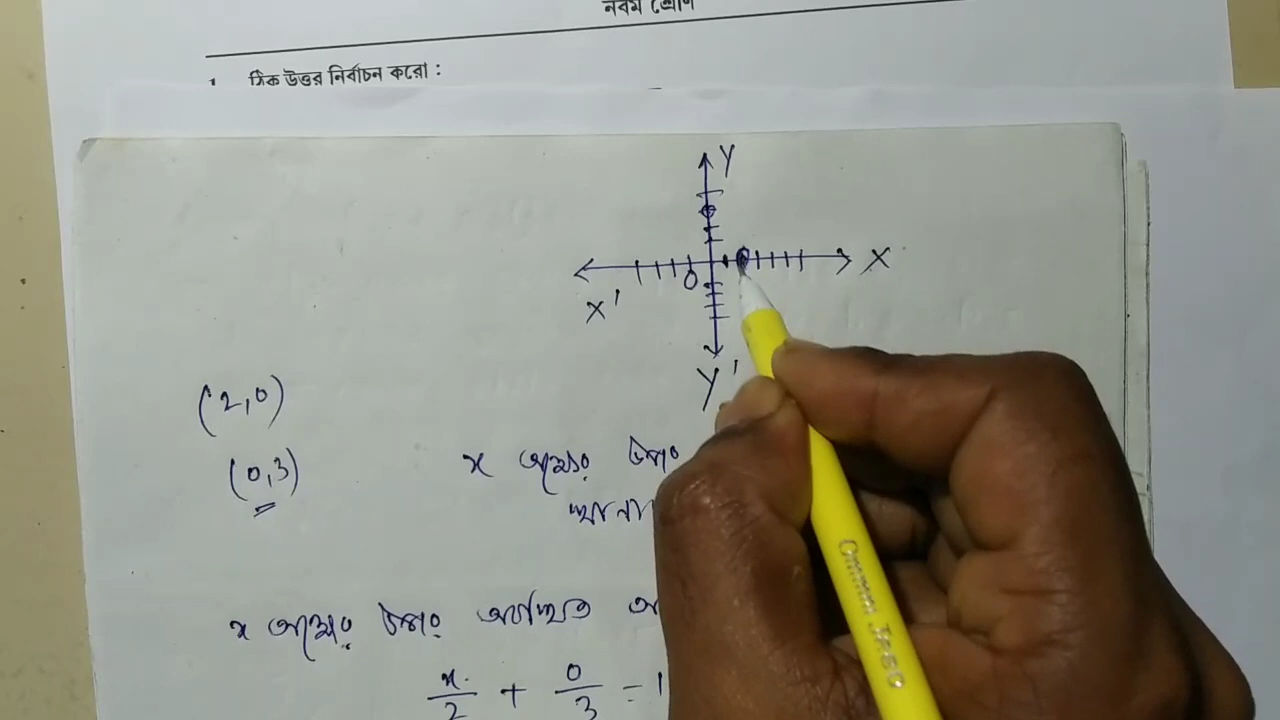 নবম শ্রেণি
ঠিক উত্তর নির্বাচন করো :
Y
X
O
X'
Y'
(2,0)
(0,3)
x অক্ষের উপর
x অক্ষের উপর অবস্থিত
x/2 + 0/3 = 1